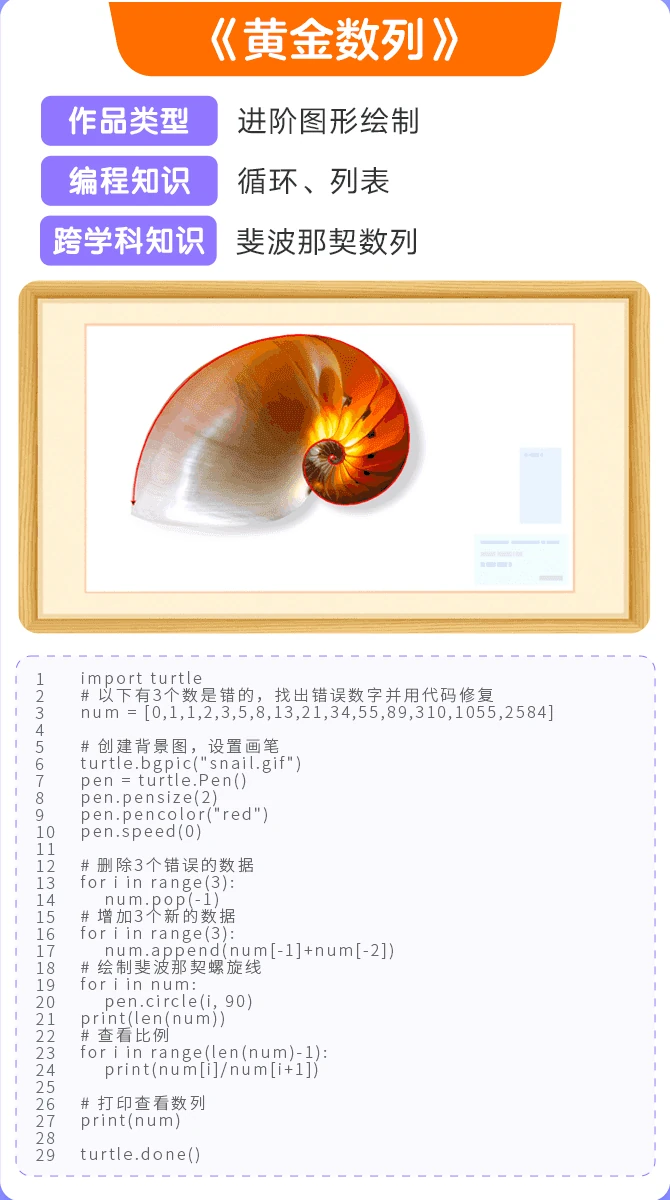 《黄金数列》
作品类型 进阶图形绘制
编程知识 循环、列表
跨学科知识 斐波那契数列
1 import turtle
2 # 以下有3个数是错的，找出错误数字并用代码修复
3 num = [0,1,1,2,3,5,8,13,21,34,55,89,310,1055,2584]
4
5 # 创建背景图，设置画笔
6 turtle.bgpic("snail.gif")
7 pen = turtle.Pen()
8 pen.pensize(2)
9 pen.pencolor("red")
10 pen.speed(0)
11
12 # 删除3个错误的数据
13 for i in range(3):
14 num.pop(-1)
15 # 增加3个新的数据
16 for i in range(3):
17 num.append(num[-1]+num[-2])
18 # 绘制斐波那契螺旋线
19 for i in num:
20 pen.circle(i, 90)
21 print(len(num))
22 # 查看比例
23 for i in range(len(num)-1):
24 print(num[i]/num[i+1])
25
26 # 打印查看数列
27 print(num)
28
29 turtle.done()